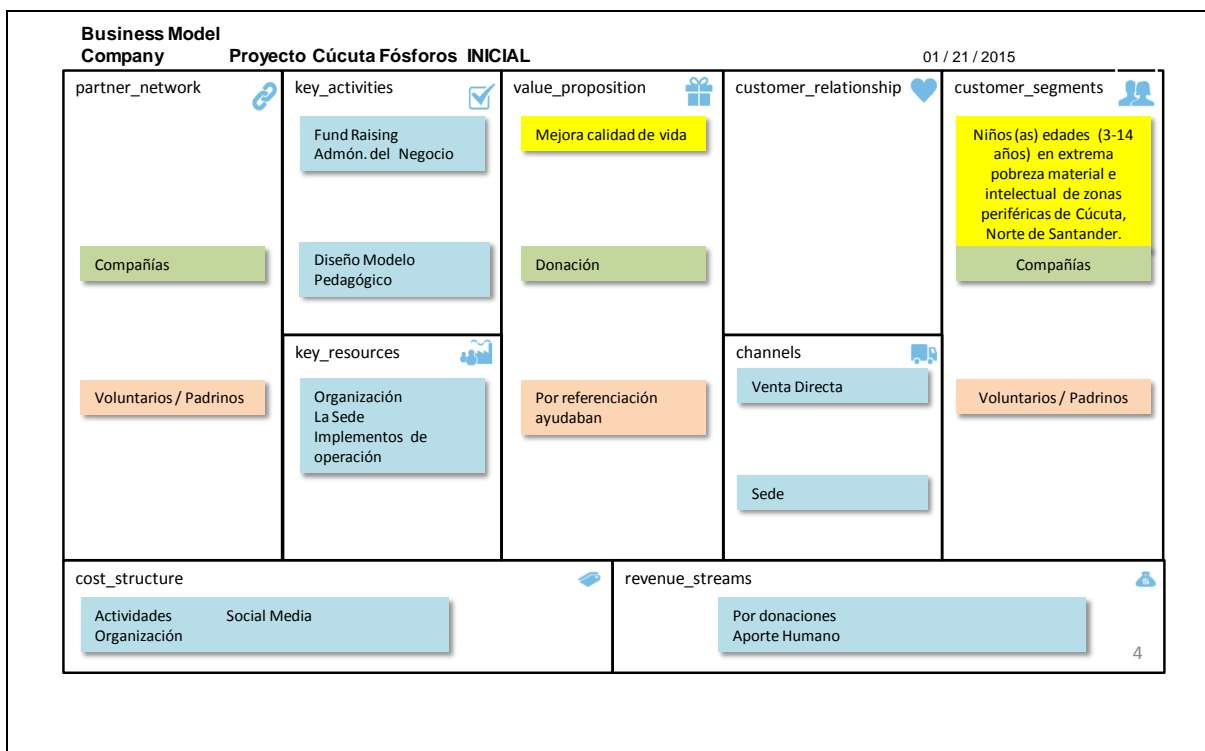 Business Model
Company Proyecto Cúcuta Fósforos INICIAL
01 / 21 / 2015
partner_network
Compañías
Voluntarios / Padrinos
key_activities
Fund Raising
Admón. del Negocio
Diseño Modelo
Pedagógico
key_resources
Organización
La Sede
Implementos de
operación
value_proposition
Mejora calidad de vida
Donación
Por referenciación
ayudaban
customer_relationship
channels
Venta Directa
Sede
customer_segments
Niños(as) edades (3-14
años) en extrema
pobreza material e
intelectual de zonas
periféricas de Cúcuta,
Norte de Santander.
Compañías
Voluntarios / Padrinos
cost_structure
Actividades Social Media
Organización
revenue_streams
Por donaciones
Aporte Humano
4